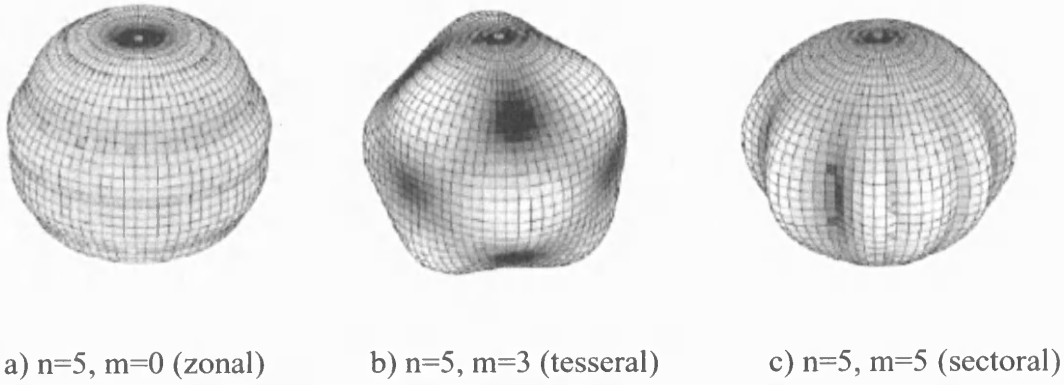 a) n=5, m=0 (zonal) b) n=5, m=3 (tesseral) c) n=5, m=5 (sectoral)